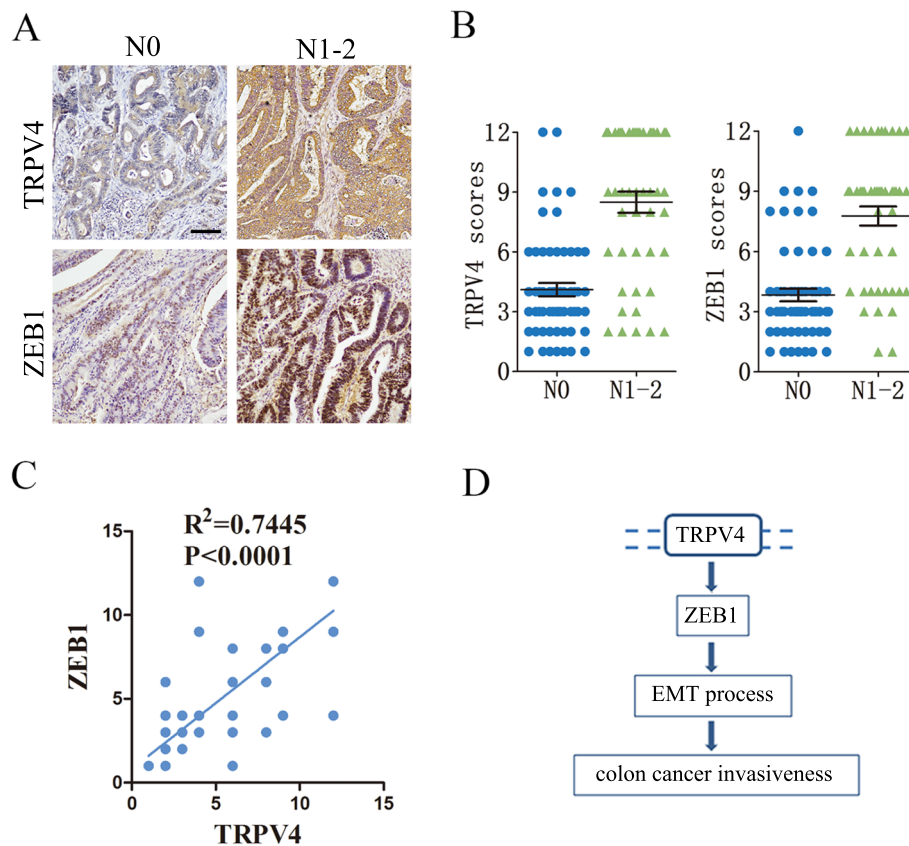 A
N0
N1-2
TRPV4
ZEB1
B
TRPV4 scores
12
9
6
3
0
N0
N1-2
ZEB1 scores
12
9
6
3
0
N0
N1-2
C
R²=0.7445
P<0.0001
ZEB1
15
10
5
0
0
5
10
15
TRPV4
D
TRPV4
ZEB1
EMT process
colon cancer invasiveness